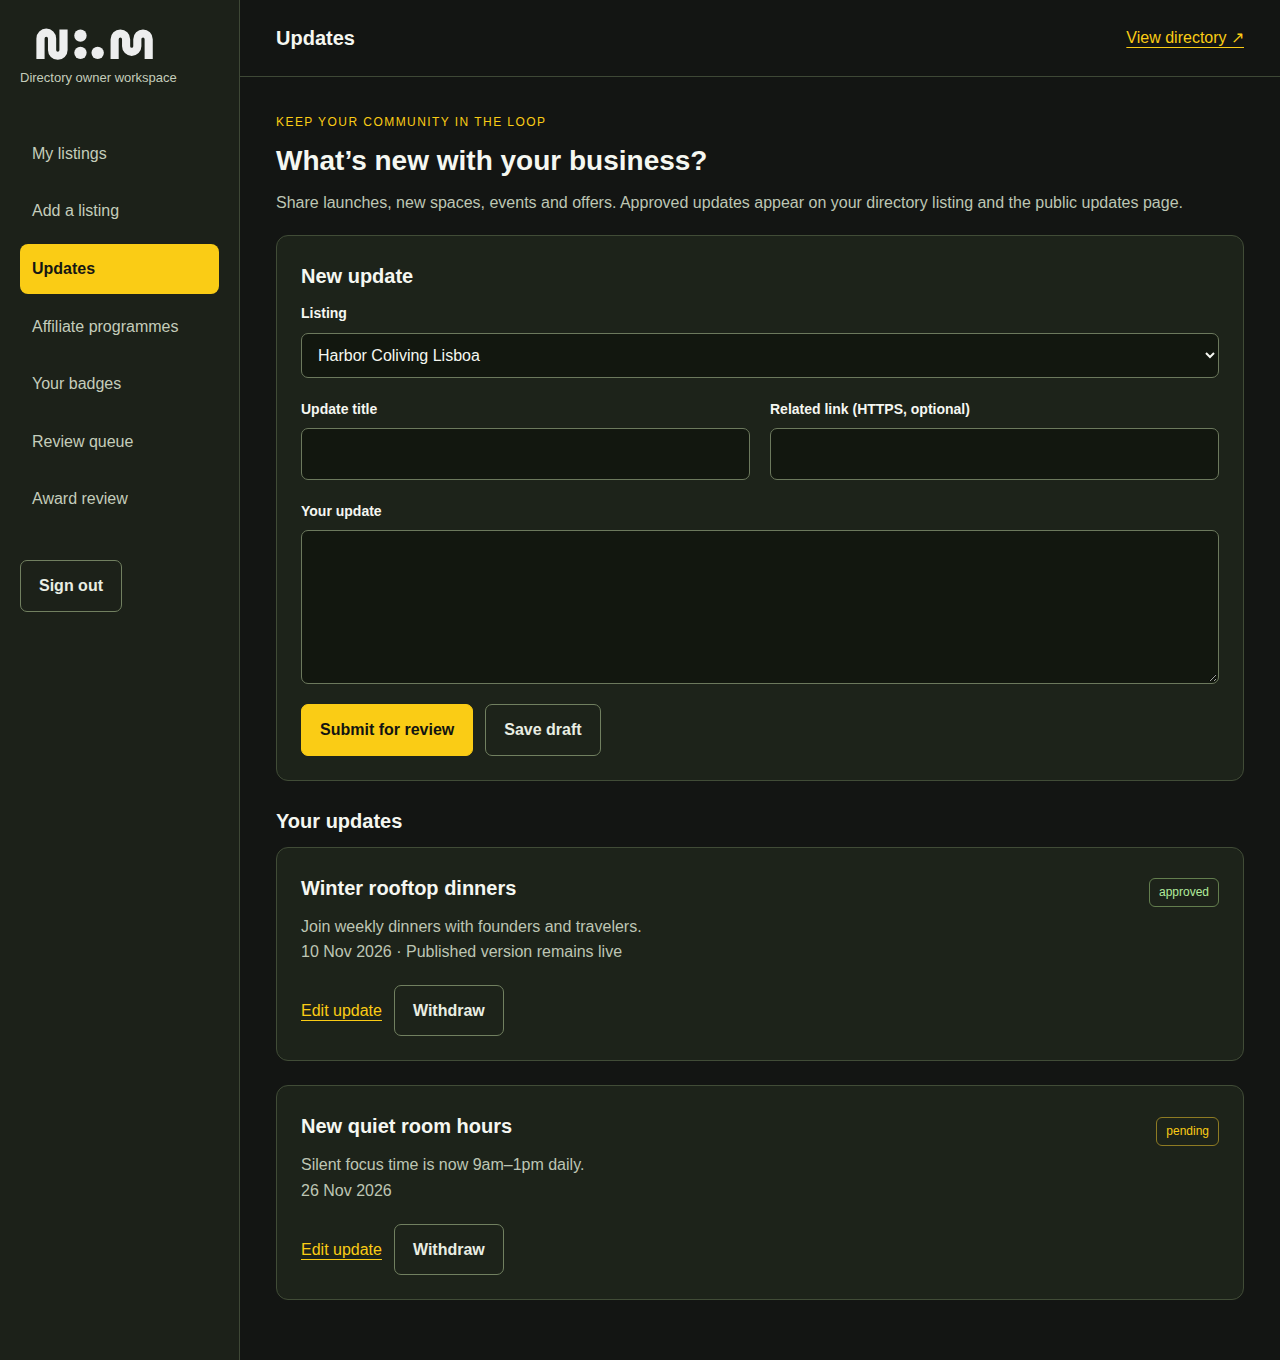 Directory owner workspace
My listings
Add a listing
Updates
Affiliate programmes
Your badges
Review queue
Award review
Sign out
Updates
View directory ↗
KEEP YOUR COMMUNITY IN THE LOOP
What’s new with your business?
Share launches, new spaces, events and offers. Approved updates appear on your directory listing and the public updates page.
New update
Listing
Harbor Coliving Lisboa
Update title
Related link (HTTPS, optional)
Your update
Submit for review
Save draft
Your updates
Winter rooftop dinners
approved
Join weekly dinners with founders and travelers.
10 Nov 2026 · Published version remains live
Edit update
Withdraw
New quiet room hours
pending
Silent focus time is now 9am–1pm daily.
26 Nov 2026
Edit update
Withdraw